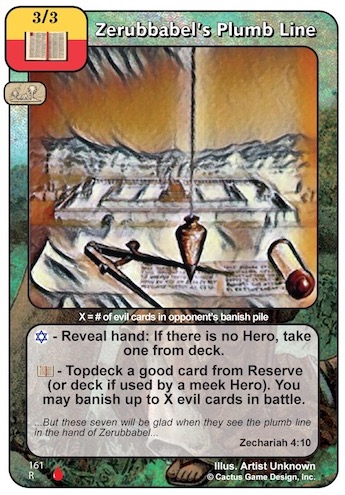 3/3
Zerubbabel's Plumb Line
X = # of evil cards in opponent's banish pile
- Reveal hand: If there is no Hero, take
one from deck.
- Topdeck a good card from Reserve
(or deck if used by a meek Hero). You
may banish up to X evil cards in battle.
...But these seven will glad when they see the plumb line
in the hand of Zerubbabel...
Zechariah 4:10
161
R
Illus. Artist Unknown
© Cactus Game Design, Inc.